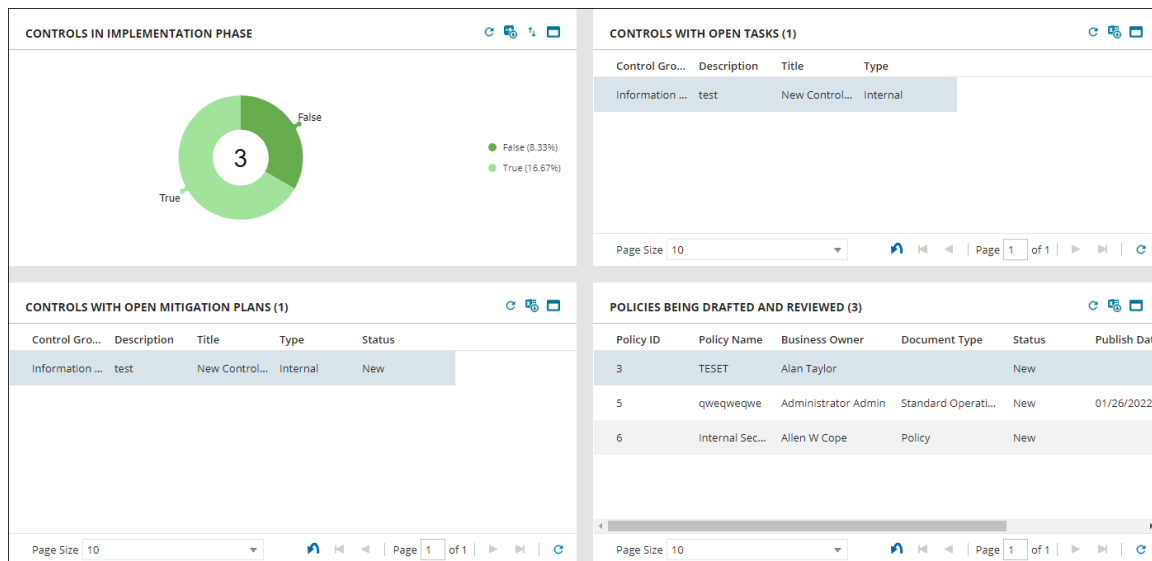 CONTROLS IN IMPLEMENTATION PHASE
False
3
True
False (8.33%)
True (16.67%)
CONTROLS WITH OPEN TASKS (1)
Control Gro... Description Title Type
Information ... test New Control... Internal
Page Size 10 Page 1 of 1
CONTROLS WITH OPEN MITIGATION PLANS (1)
Control Gro... Description Title Type Status
Information ... test New Control... Internal New
Page Size 10 Page 1 of 1
POLICIES BEING DRAFTED AND REVIEWED (3)
Policy ID Policy Name Business Owner Document Type Status Publish Dat
3 TESET Alan Taylor New
5 qweqweqwe Administrator Admin Standard Operati... New 01/26/2022
6 Internal Sec... Allen W Cope Policy New
Page Size 10 Page 1 of 1